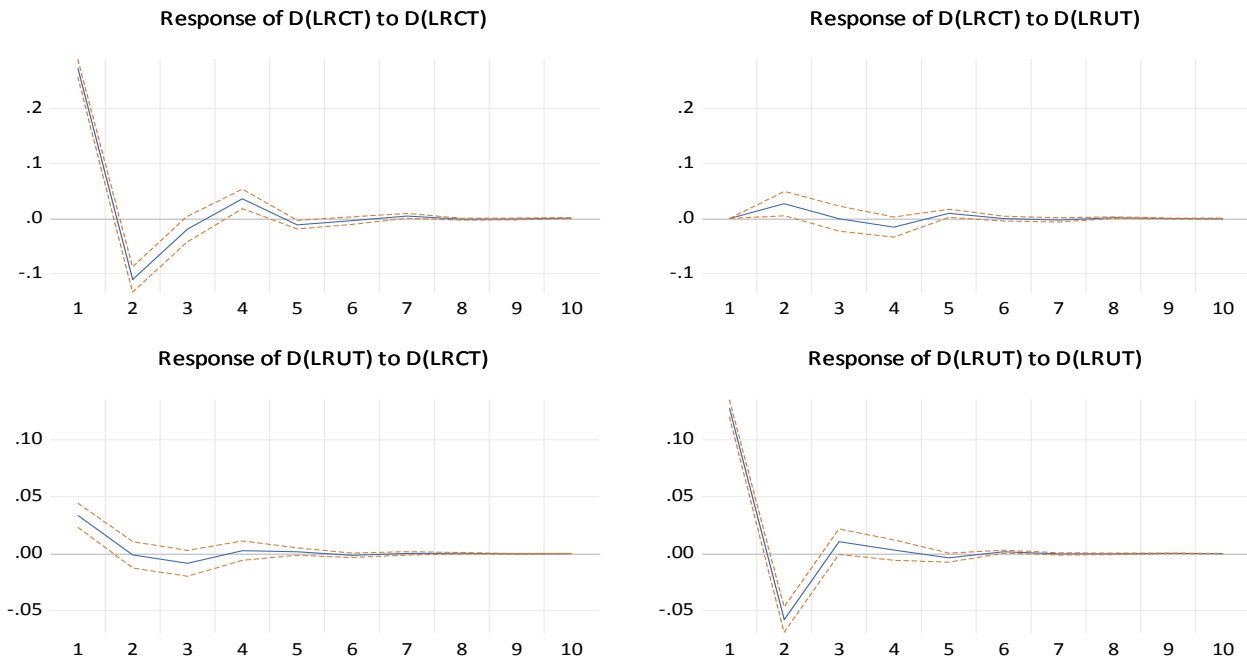 Response of D(LRCT) to D(LRCT)
.2
.1
.0
-.1
1 2 3 4 5 6 7 8 9 10
Response of D(LRCT) to D(LRUT)
.2
.1
.0
-.1
1 2 3 4 5 6 7 8 9 10
Response of D(LRUT) to D(LRCT)
.10
.05
.00
-.05
1 2 3 4 5 6 7 8 9 10
Response of D(LRUT) to D(LRUT)
.10
.05
.00
-.05
1 2 3 4 5 6 7 8 9 10